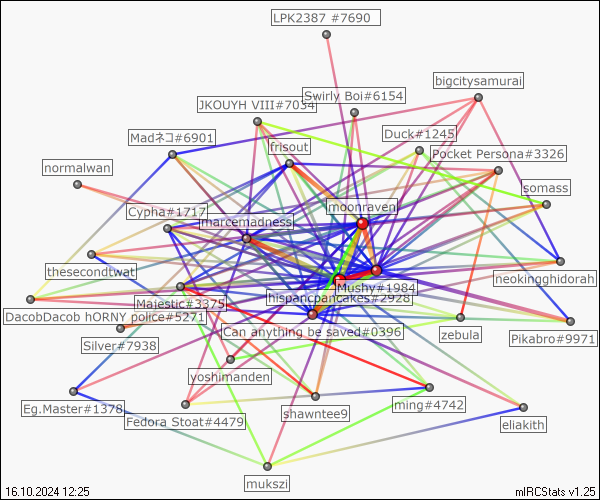 LPK2387 #7690
bigcitysamurai
Swirly Boi#6154
JKOUYH VIII#7034
Duck#1245
Madネコ#6901
frisout
Pocket Persona#3326
normalwan
somass
moonraven
Cypha#1717
marcemadness
thesecondtwat
neokingghidorah
Mushy#1984
hispancpancakes#2928
Majestic#3375
DacobDacob hORNY police#5271
Can anything be saved#0396
zebula
Pikabro#9971
Silver#7938
yoshimanden
Eg.Master#1378
ming#4742
shawntee9
Fedora Stoat#4479
eliakith
mukszi
16.10.2024 12:25
mIRCStats v1.25